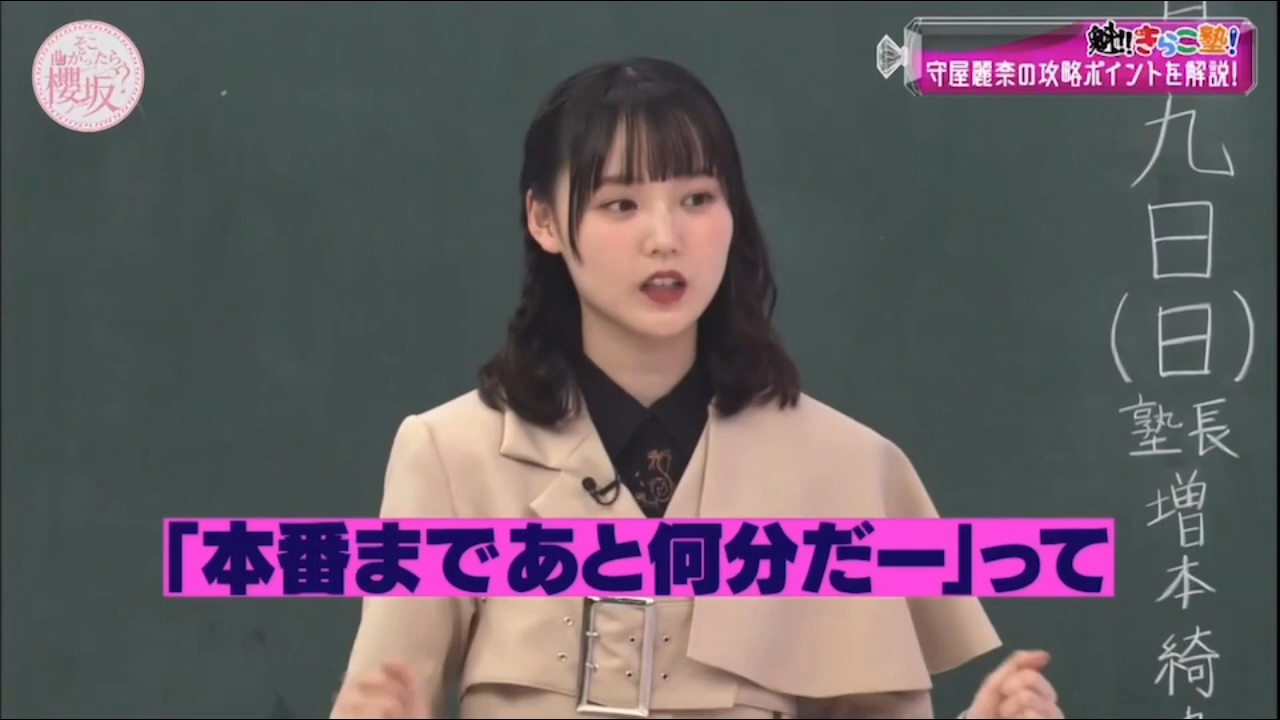 そこ
曲がったら、
櫻坂?
魁!!きらこ塾!
守屋麗奈の攻略ポイントを解説!
九日(日)
塾長
増本綺
「本番まであと何分だー」って